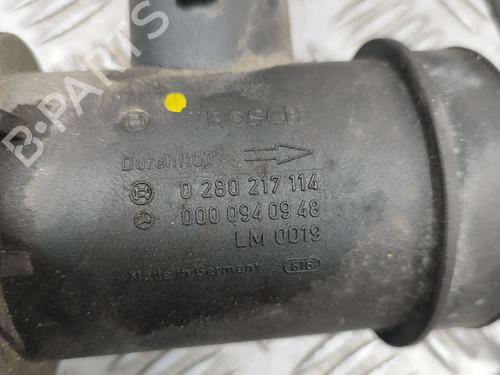 BOSCH
Durchfluß
0 280 217 114
000 094 09 48
LM 0019
Made in Germany
B-PARTS